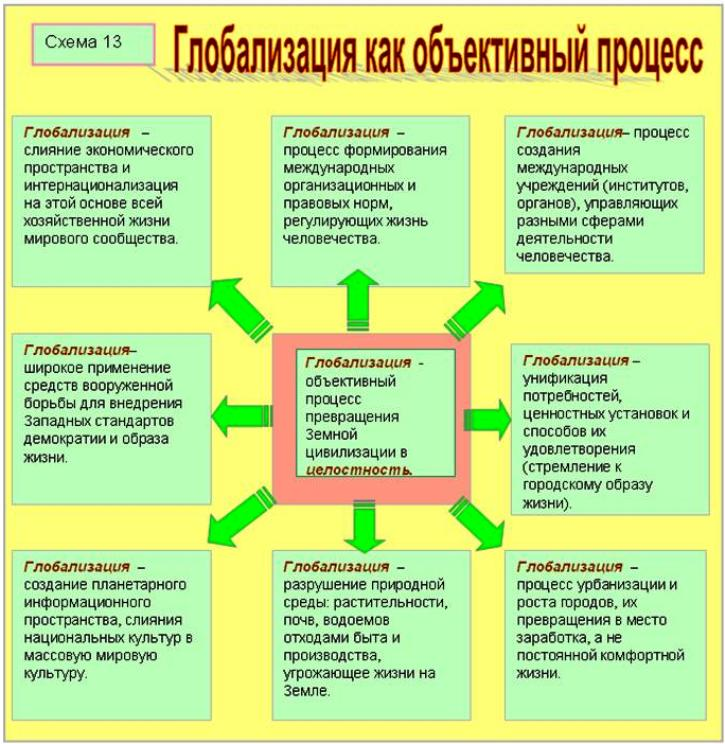 Схема 13
Глобализация как объективный процесс
Глобализация –
слияние экономического
пространства и
интернационализация
на этой основе всей
хозяйственной жизни
мирового сообщества.
Глобализация –
процесс формирования
международных
организационных и
правовых норм,
регулирующих жизнь
человечества.
Глобализация– процесс
создания
международных
учреждений (институтов,
органов), управляющих
разными сферами
деятельности
человечества.
Глобализация–
широкое применение
средств вооруженной
борьбы для внедрения
Западных стандартов
демократии и образа
жизни.
Глобализация -
объективный
процесс
превращения
Земной
цивилизации в
целостность.
Глобализация –
унификация
потребностей,
ценностных установок и
способов их
удовлетворения
(стремление к
городскому образу
жизни).
Глобализация –
создание планетарного
информационного
пространства, слияния
национальных культур в
массовую мировую
культуру.
Глобализация –
разрушение природной
среды: растительности,
почв, водоемов
отходами быта и
производства,
угрожающее жизни на
Земле.
Глобализация –
процесс урбанизации и
роста городов, их
превращения в место
заработка, а не
постоянной комфортной
жизни.